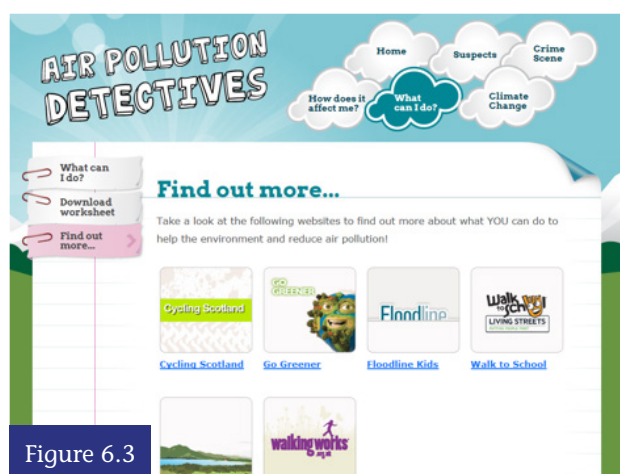 AIR POLLUTION
DETECTIVES
Home
Suspects
Crime
Scene
How does it
affect me?
What
can I do?
Climate
Change
What can
I do?
Download
worksheet
Find out
more...
Find out more...
Take a look at the following websites to find out more about what YOU can do to
help the environment and reduce air pollution!
Cycling Scotland
GO
GREENER
Floodline
Walk
to
school
LIVING STREETS
Cycling Scotland
Go Greener
Floodline Kids
Walk to School
walkingworks
.org.uk
Figure 6.3